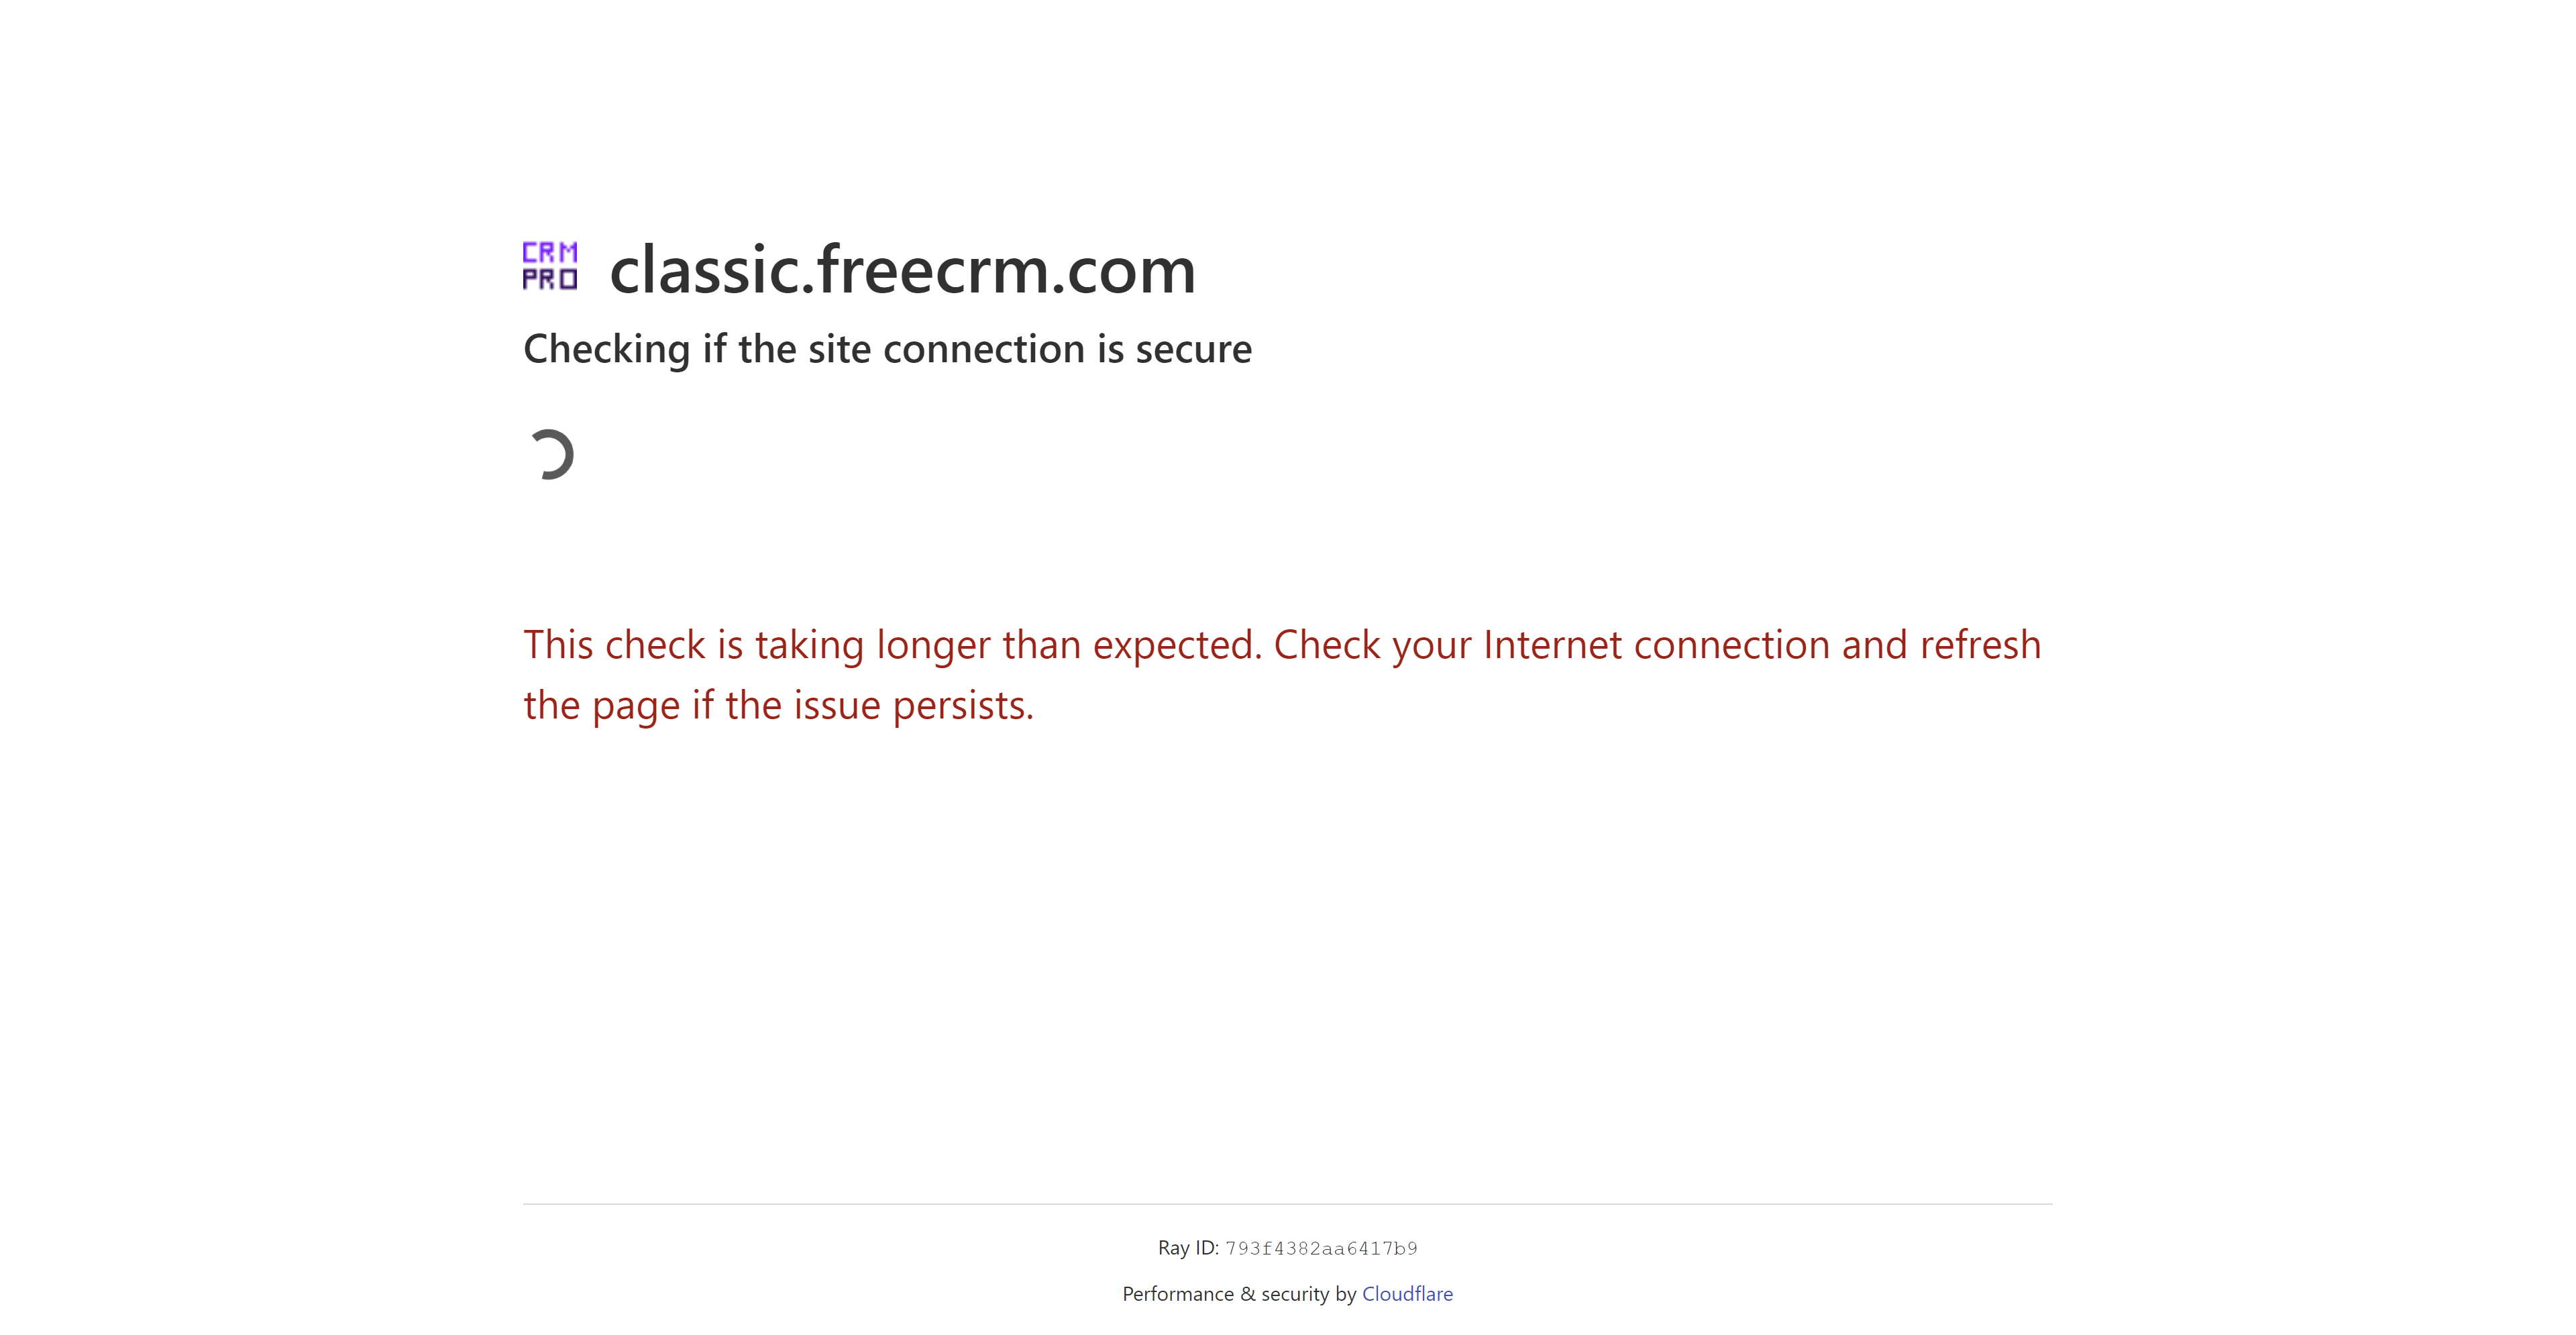 CRM
PRO
classic.freecrm.com
Checking if the site connection is secure
This check is taking longer than expected. Check your Internet connection and refresh
the page if the issue persists.
Ray ID: 793f4382aa6417b9
Performance & security by Cloudflare